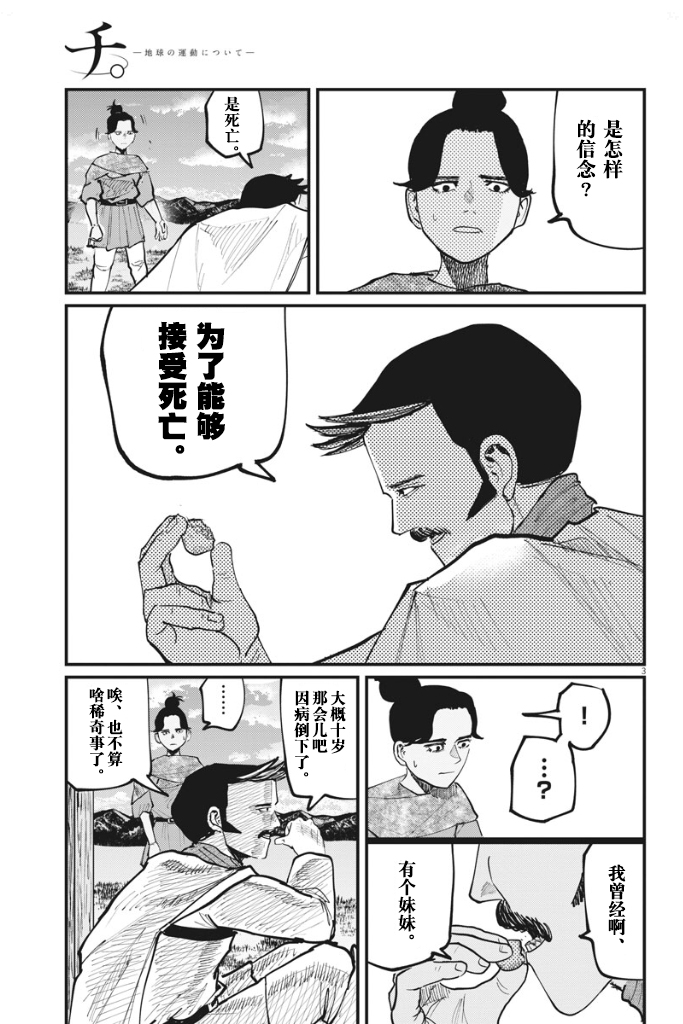 チ。
—地球の運動について—
是怎样
的信念？
是死亡。
为了能够
接受死亡。
3
！
…？
我曾经啊、
有个妹妹。
大概十岁
那会儿吧
因病倒下了。
……
唉、也不算
啥稀奇事了。